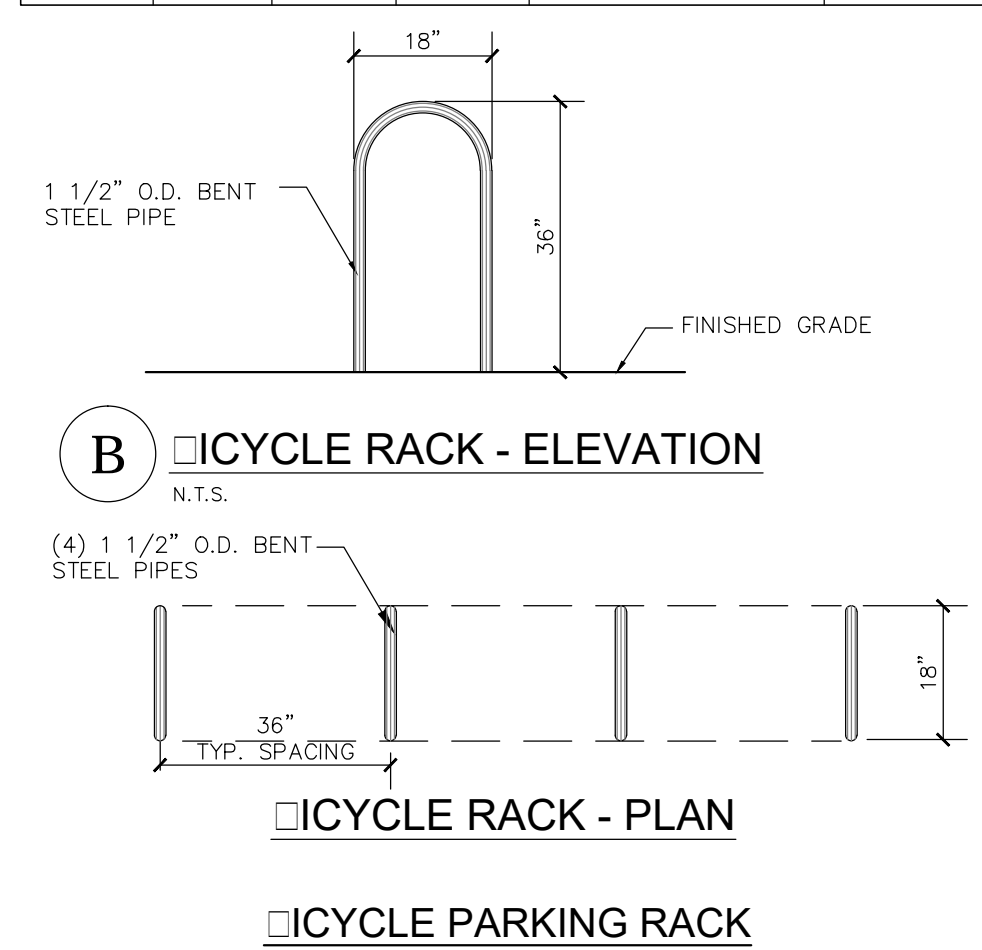 18”
1 1/2” O.D. BENT
STEEL PIPE
36”
FINISHED GRADE
B
□ICYCLE RACK - ELEVATION
N.T.S.
(4) 1 1/2” O.D. BENT
STEEL PIPES
18”
36”
TYP. SPACING
□ICYCLE RACK - PLAN
□ICYCLE PARKING RACK